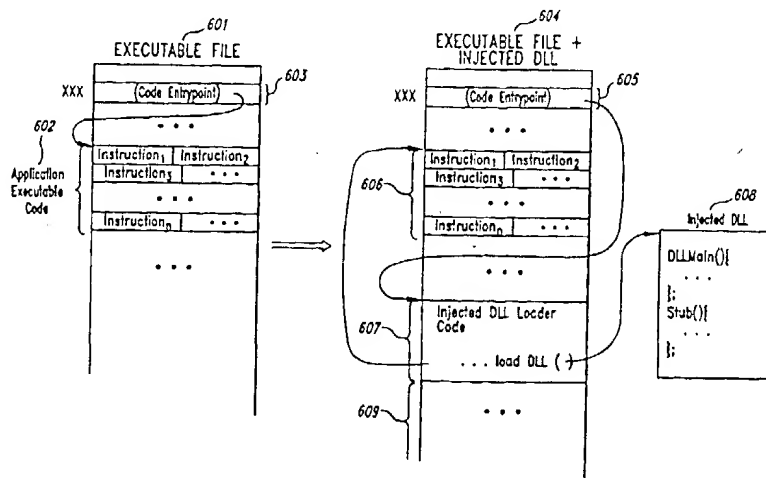 601
EXECUTABLE FILE
603
XXX
(Code Entrypoint)
602
Application
Executable
Code
Instruction1 Instruction2
Instruction3 • • •
• • •
Instructionn • • •
• • •
604
EXECUTABLE FILE +
INJECTED DLL
605
XXX
(Code Entrypoint)
• • •
606
Instruction1 Instruction2
Instruction3 • • •
• • •
Instructionn • • •
• • •
607
Injected DLL Loader
Code
. . . load DLL ( )
609
• • •
608
Injected DLL
DLLMain(){
. . .
};
Stub(){
. . .
};